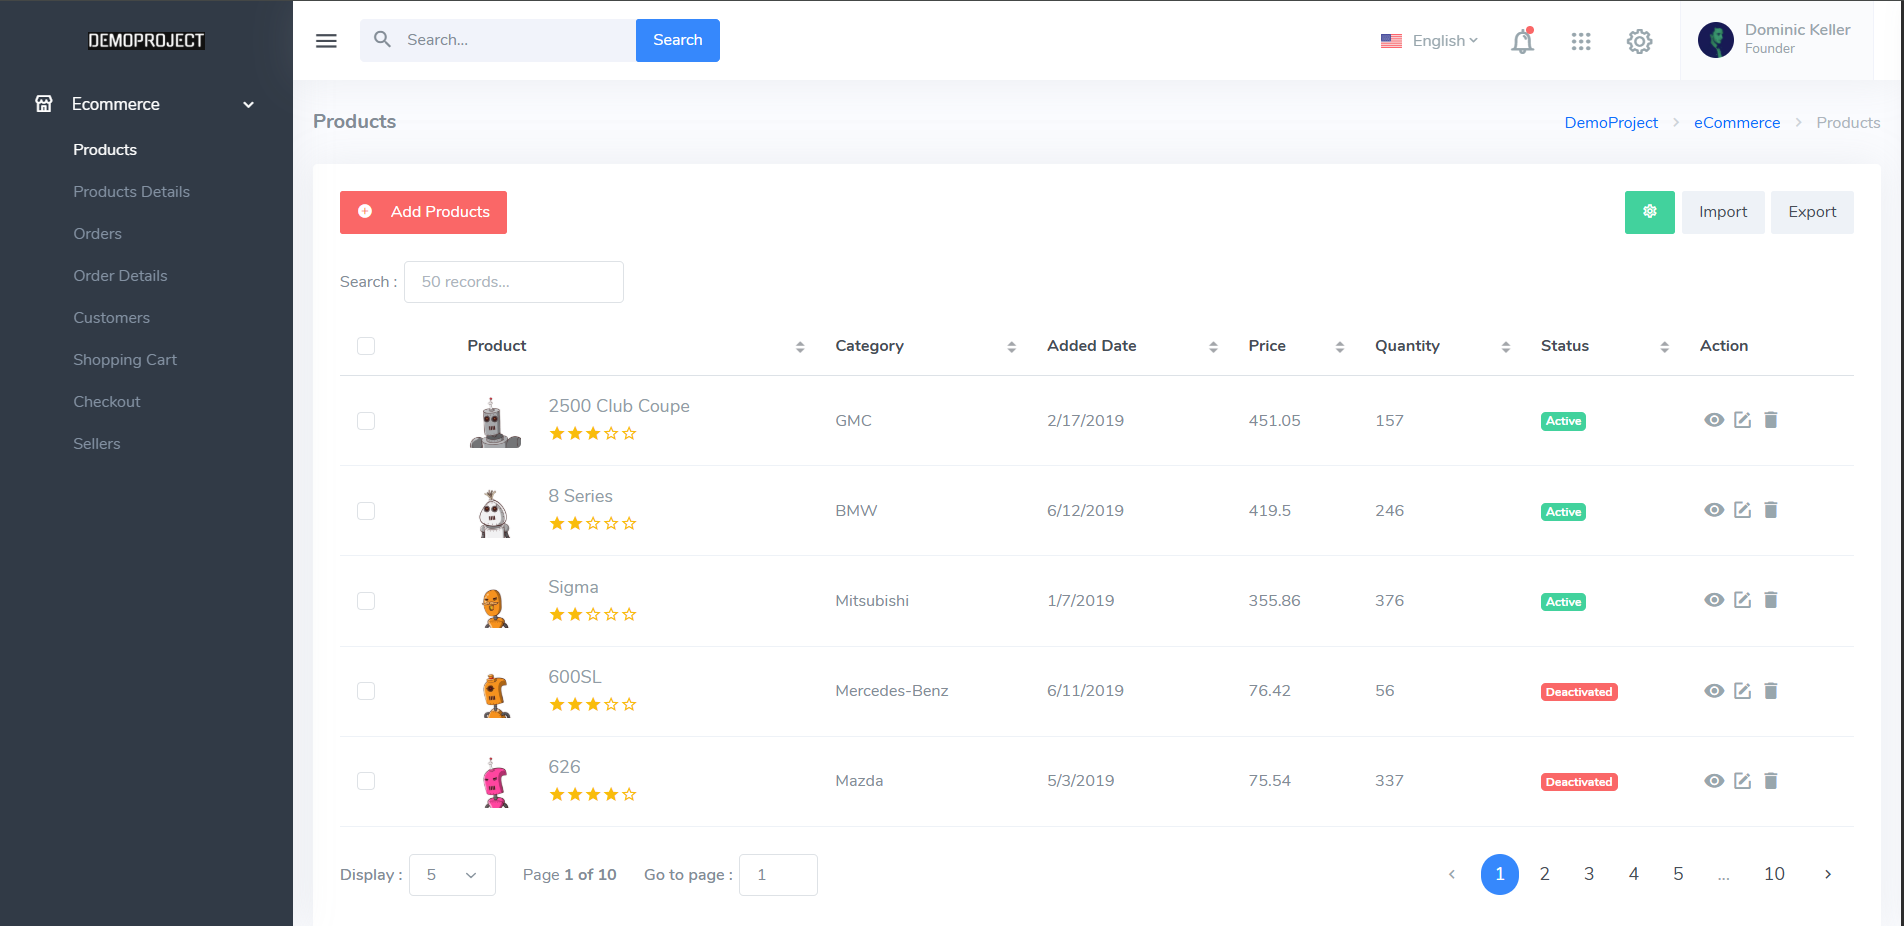 DEMOPROJECT
Search...
Search
English
Dominic Keller
Founder
Ecommerce
Products
Products Details
Orders
Order Details
Customers
Shopping Cart
Checkout
Sellers
Products
DemoProject > eCommerce > Products
Add Products
Import
Export
Search : 50 records...
Product Category Added Date Price Quantity Status Action
2500 Club Coupe GMC 2/17/2019 451.05 157 Active
8 Series BMW 6/12/2019 419.5 246 Active
Sigma Mitsubishi 1/7/2019 355.86 376 Active
600SL Mercedes-Benz 6/11/2019 76.42 56 Deactivated
626 Mazda 5/3/2019 75.54 337 Deactivated
Display : 5 Page 1 of 10 Go to page : 1 ‹ 1 2 3 4 5 ... 10 ›